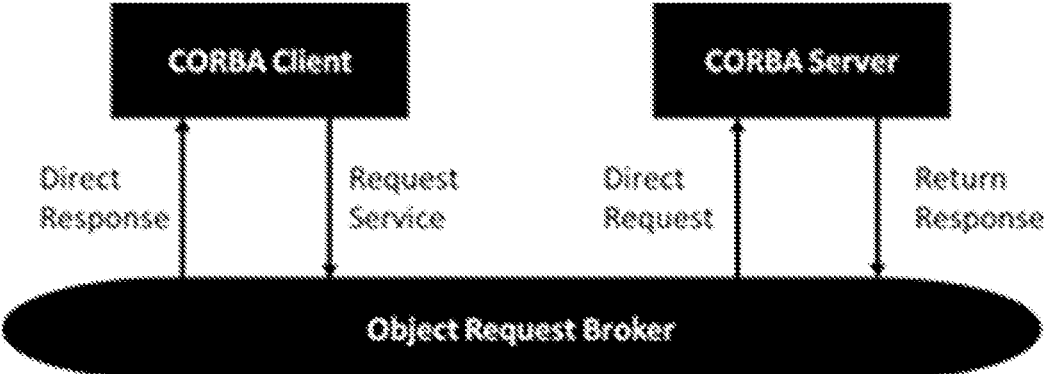 CORBA Client
CORBA Server
Direct
Response
Request
Service
Direct
Request
Return
Response
Object Request Broker